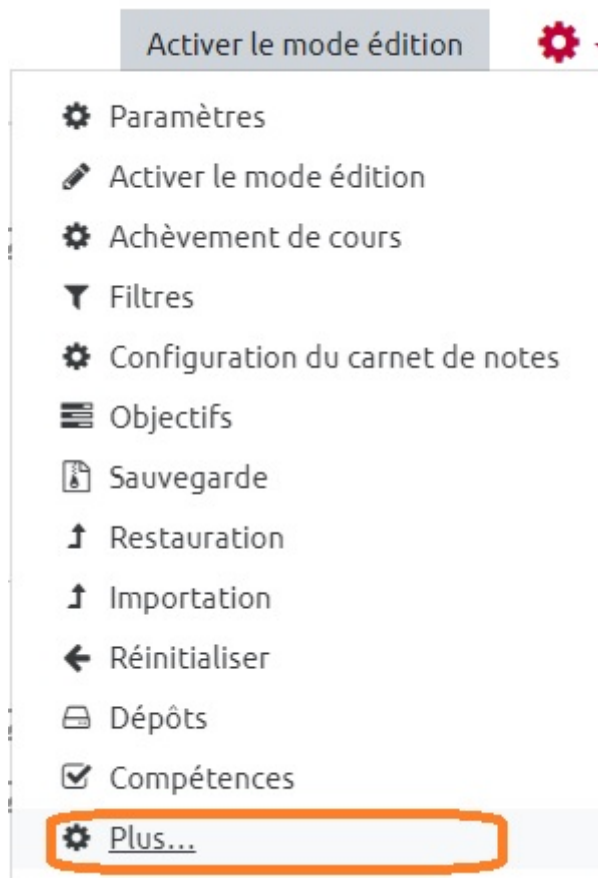 Activer le mode édition
Paramètres
Activer le mode édition
Achèvement de cours
Filtres
Configuration du carnet de notes
Objectifs
Sauvegarde
Restauration
Importation
Réinitialiser
Dépôts
Compétences
Plus...